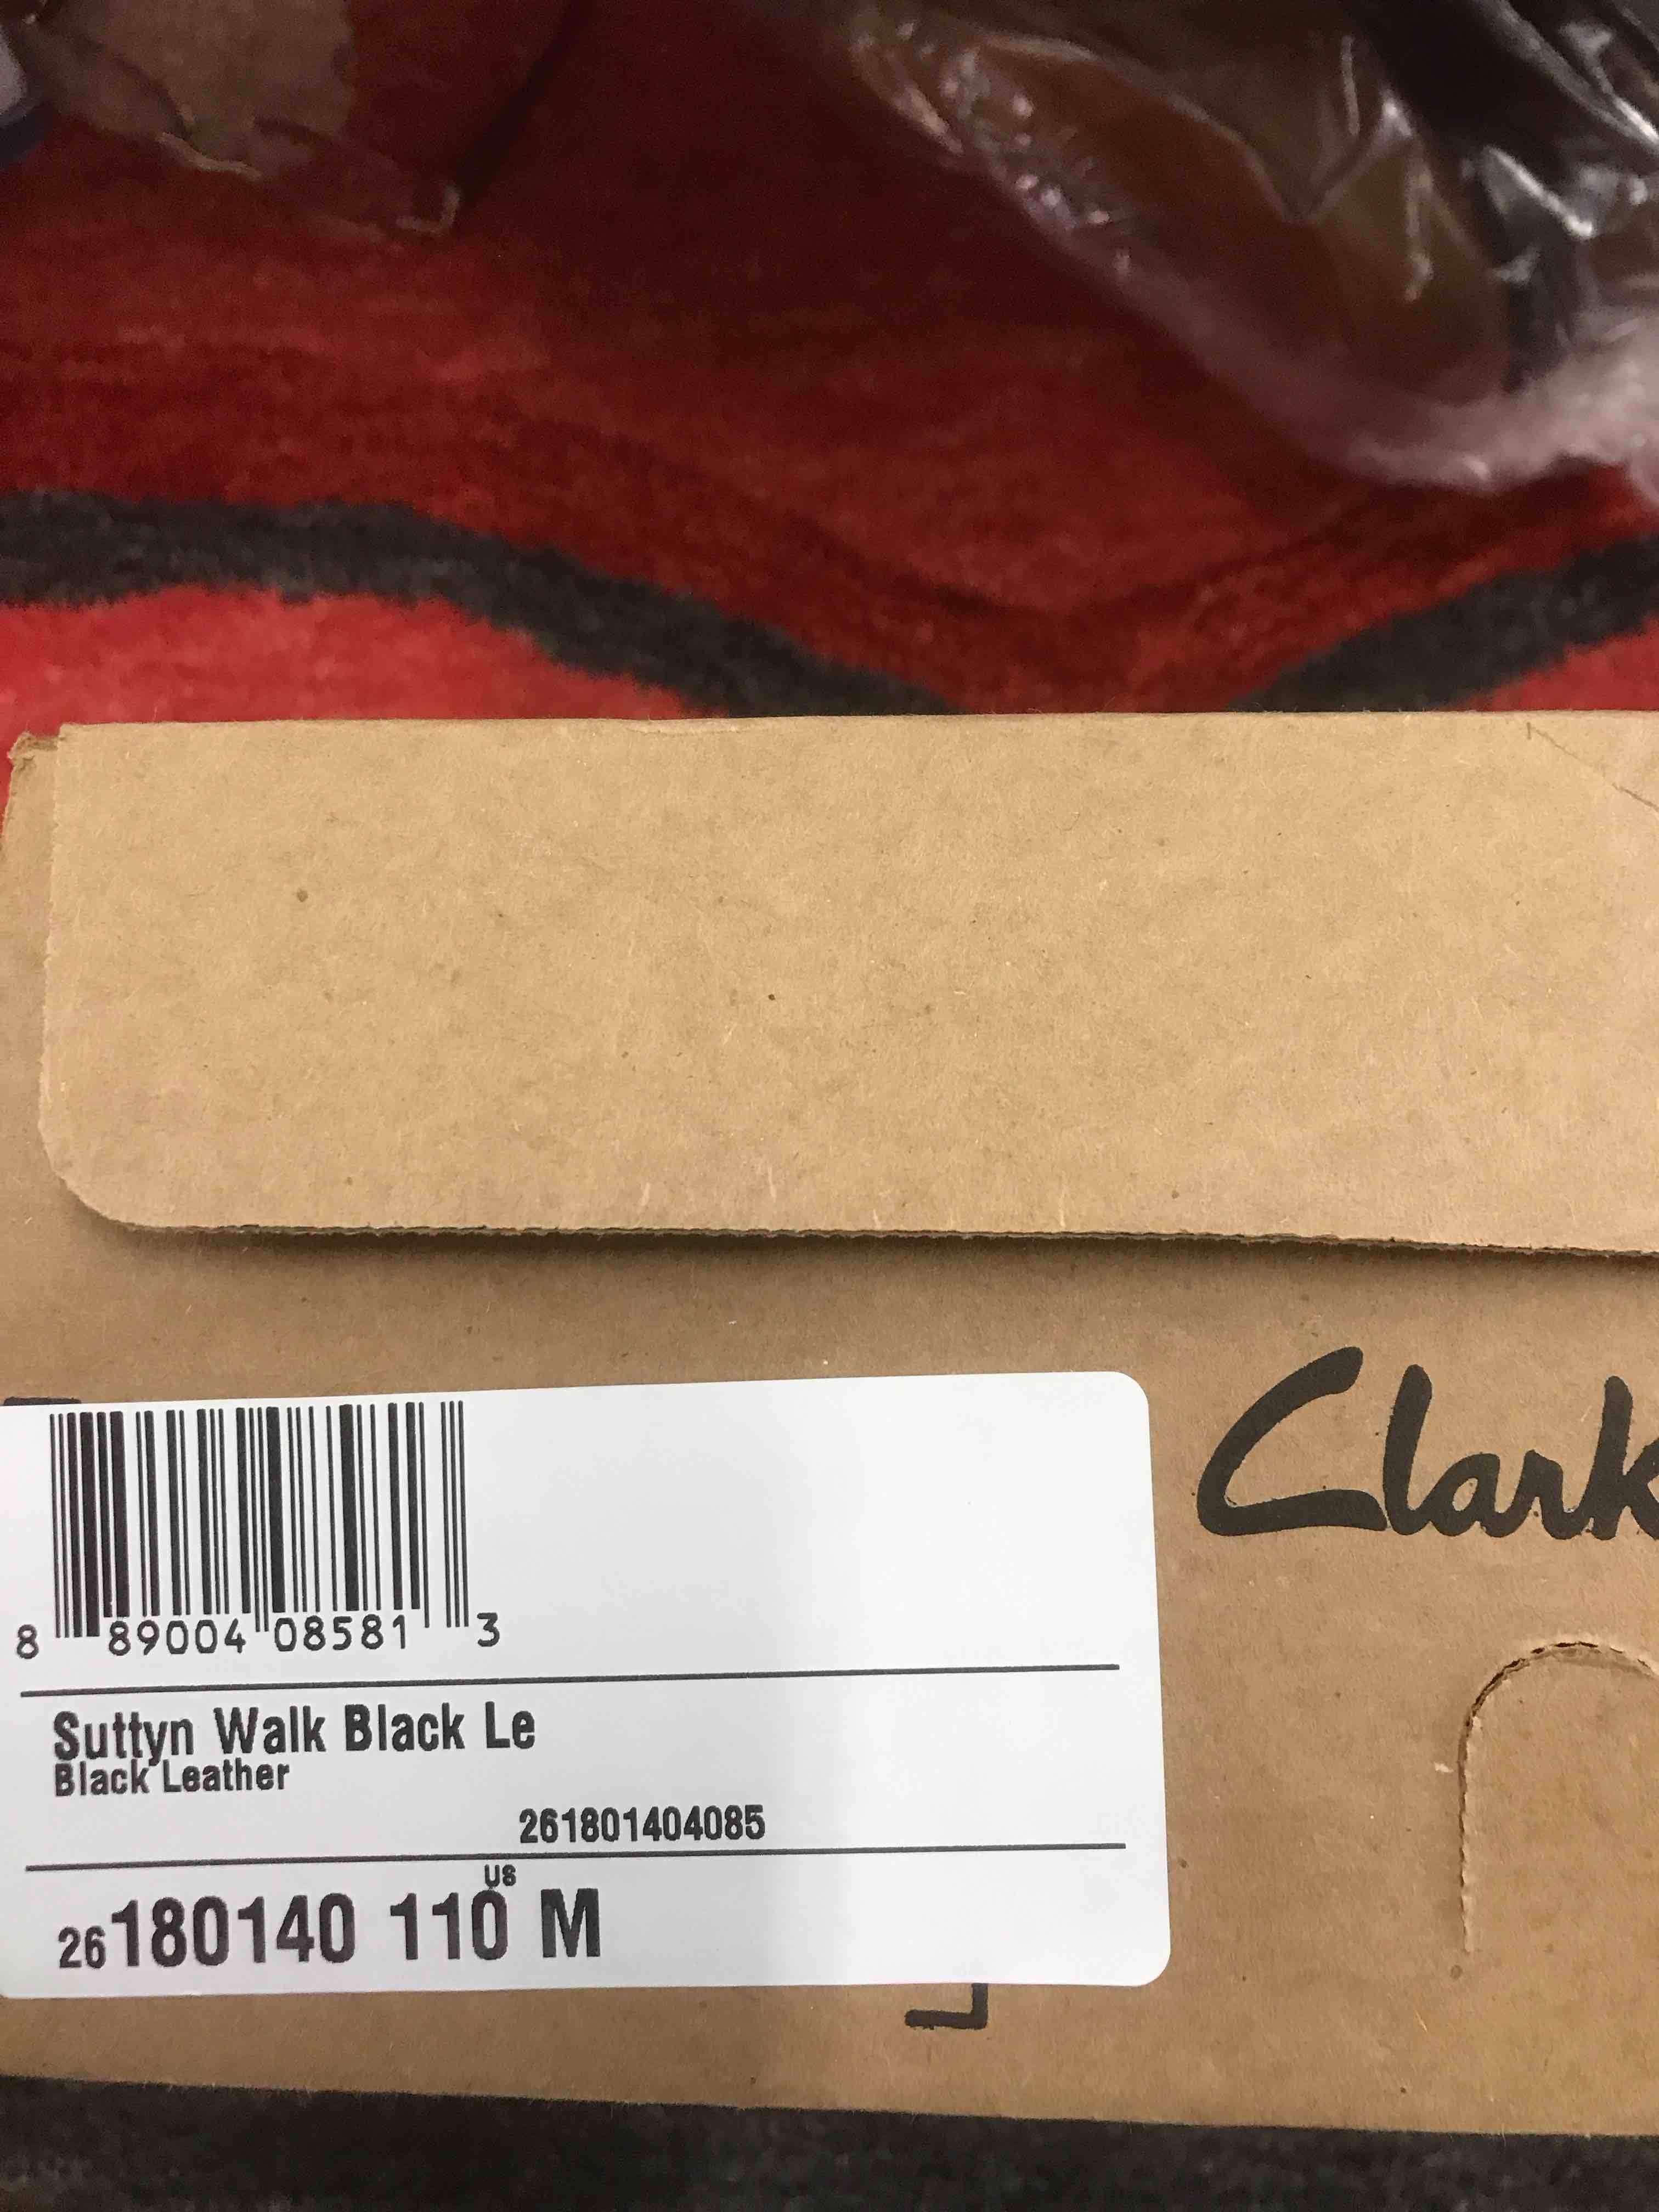 Clark
8 89004 08581 3
Suttyn Walk Black Le
Black Leather
261801404085
US
26180140 110 M